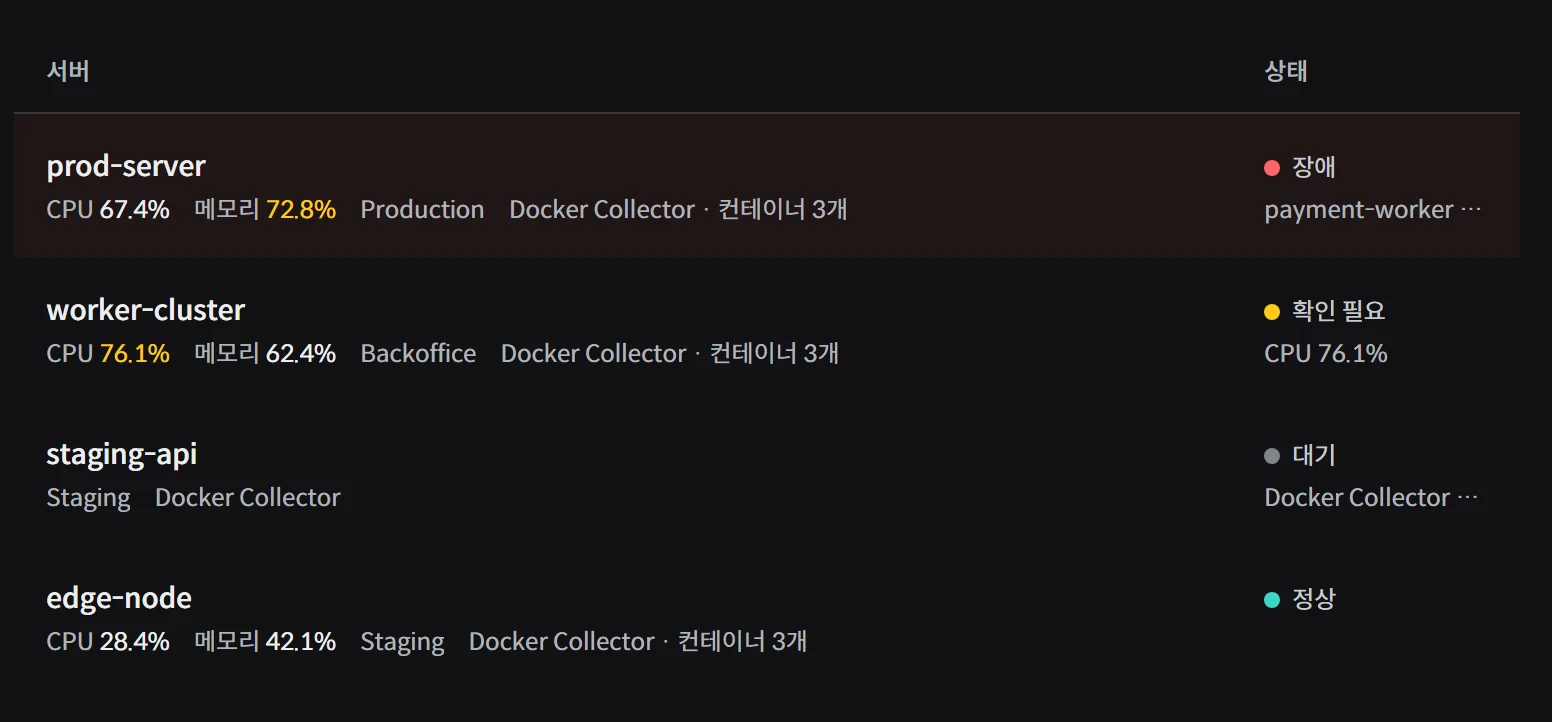 서버 상태
prod-server 장애
CPU 67.4% 메모리 72.8% Production Docker Collector · 컨테이너 3개 payment-worker ···
worker-cluster 확인 필요
CPU 76.1% 메모리 62.4% Backoffice Docker Collector · 컨테이너 3개 CPU 76.1%
staging-api 대기
Staging Docker Collector Docker Collector ···
edge-node 정상
CPU 28.4% 메모리 42.1% Staging Docker Collector · 컨테이너 3개